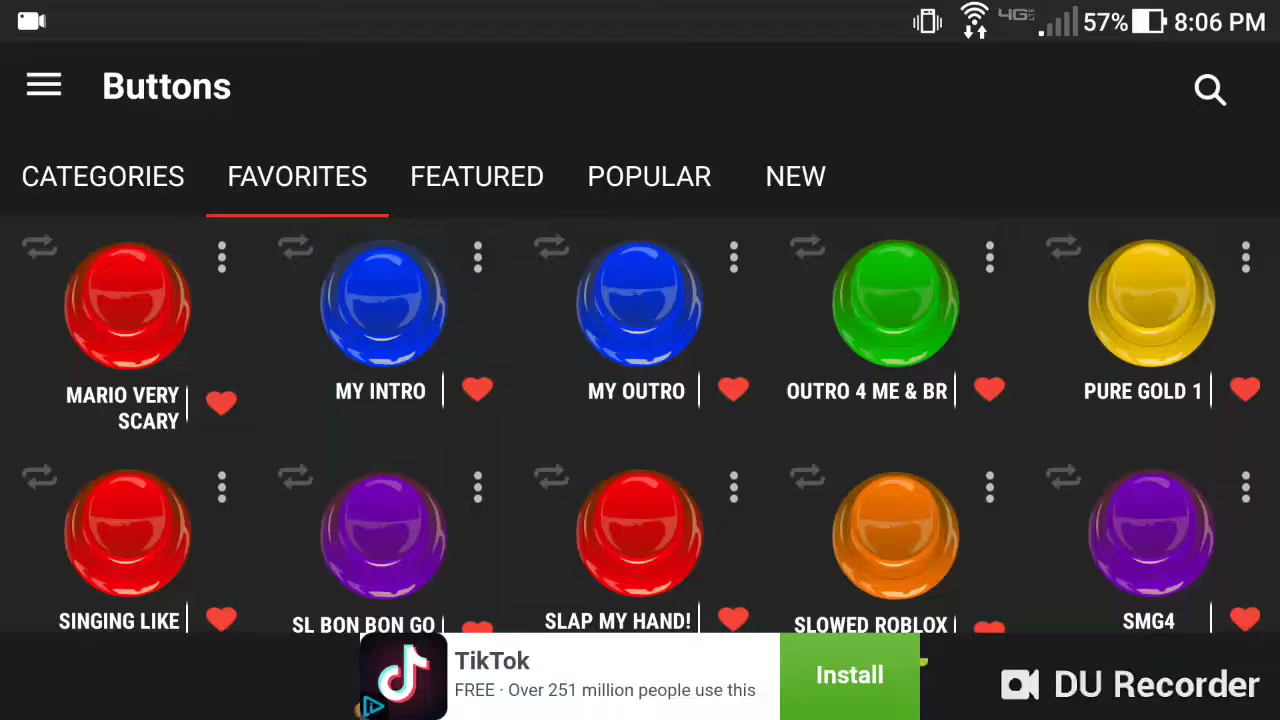 4G LTE 57% 8:06 PM
Buttons
CATEGORIES FAVORITES FEATURED POPULAR NEW
MARIO VERY
SCARY
MY INTRO
MY OUTRO
OUTRO 4 ME & BR
PURE GOLD 1
SINGING LIKE
SL BON BON GO
SLAP MY HAND!
SLOWED ROBLOX
SMG4
TikTok
FREE · Over 251 million people use this
Install
DU Recorder